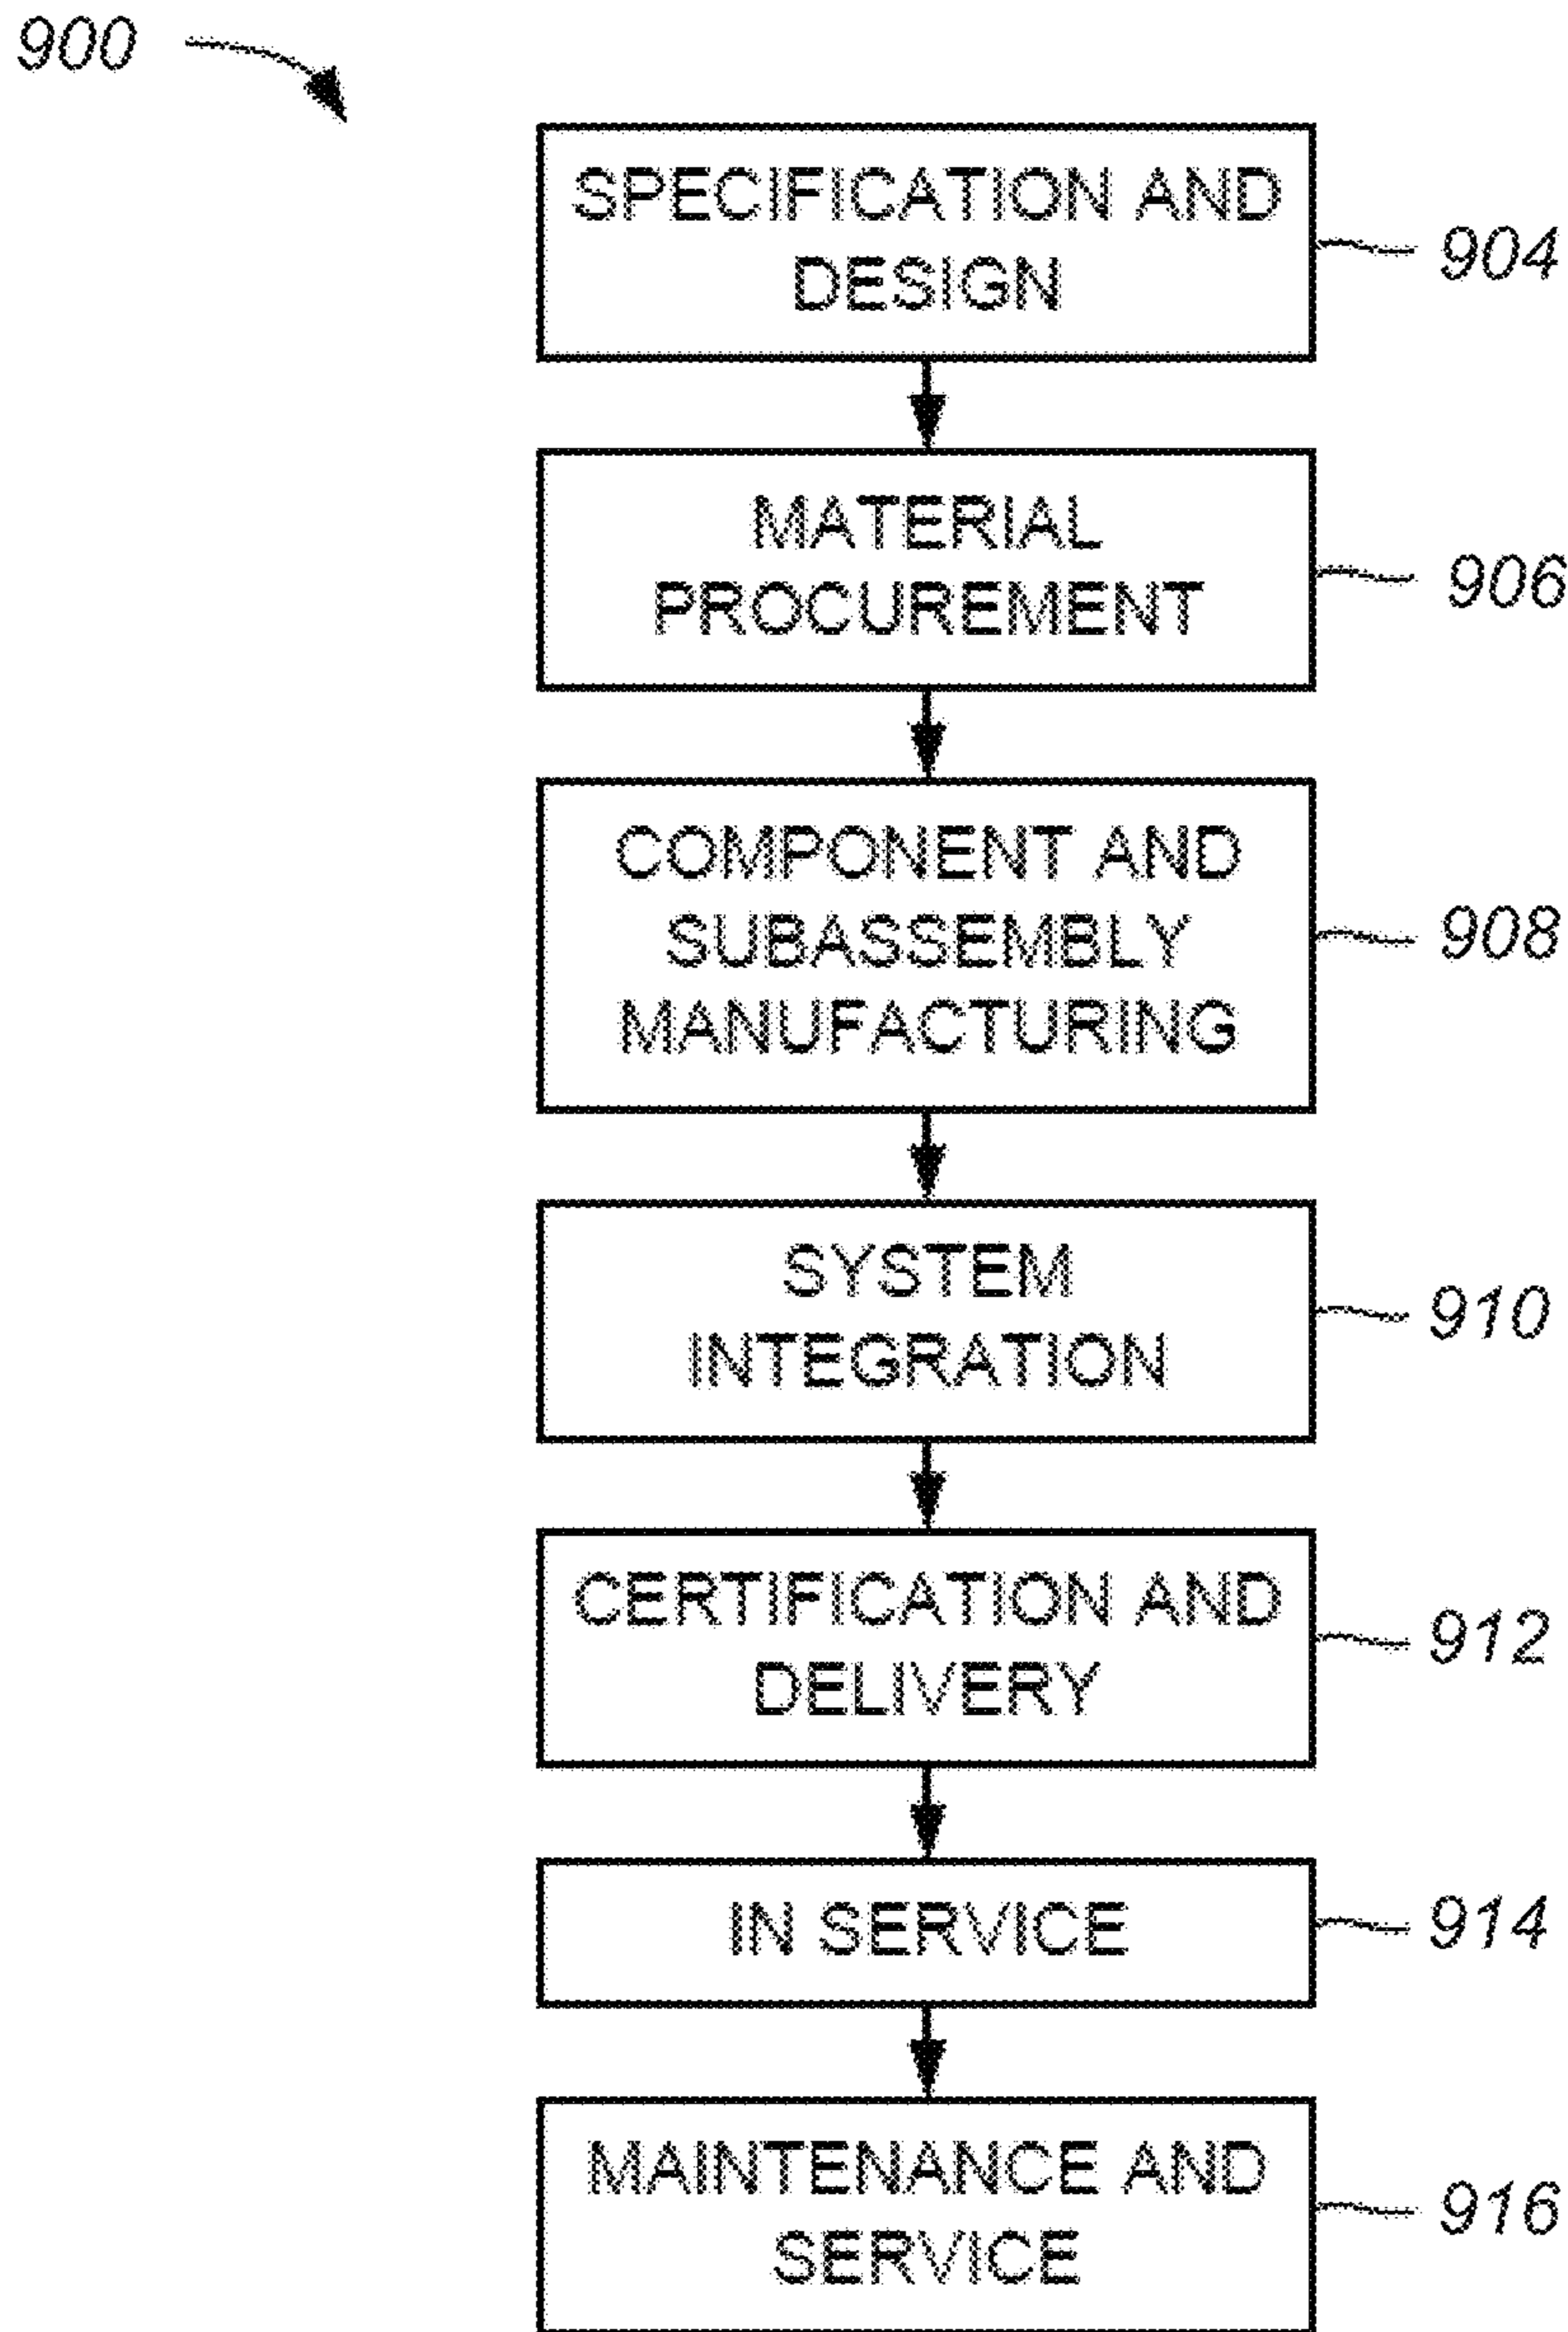 900
SPECIFICATION AND
DESIGN
904
MATERIAL
PROCUREMENT
906
COMPONENT AND
SUBASSEMBLY
MANUFACTURING
908
SYSTEM
INTEGRATION
910
CERTIFICATION AND
DELIVERY
912
IN SERVICE
914
MAINTENANCE AND
SERVICE
916